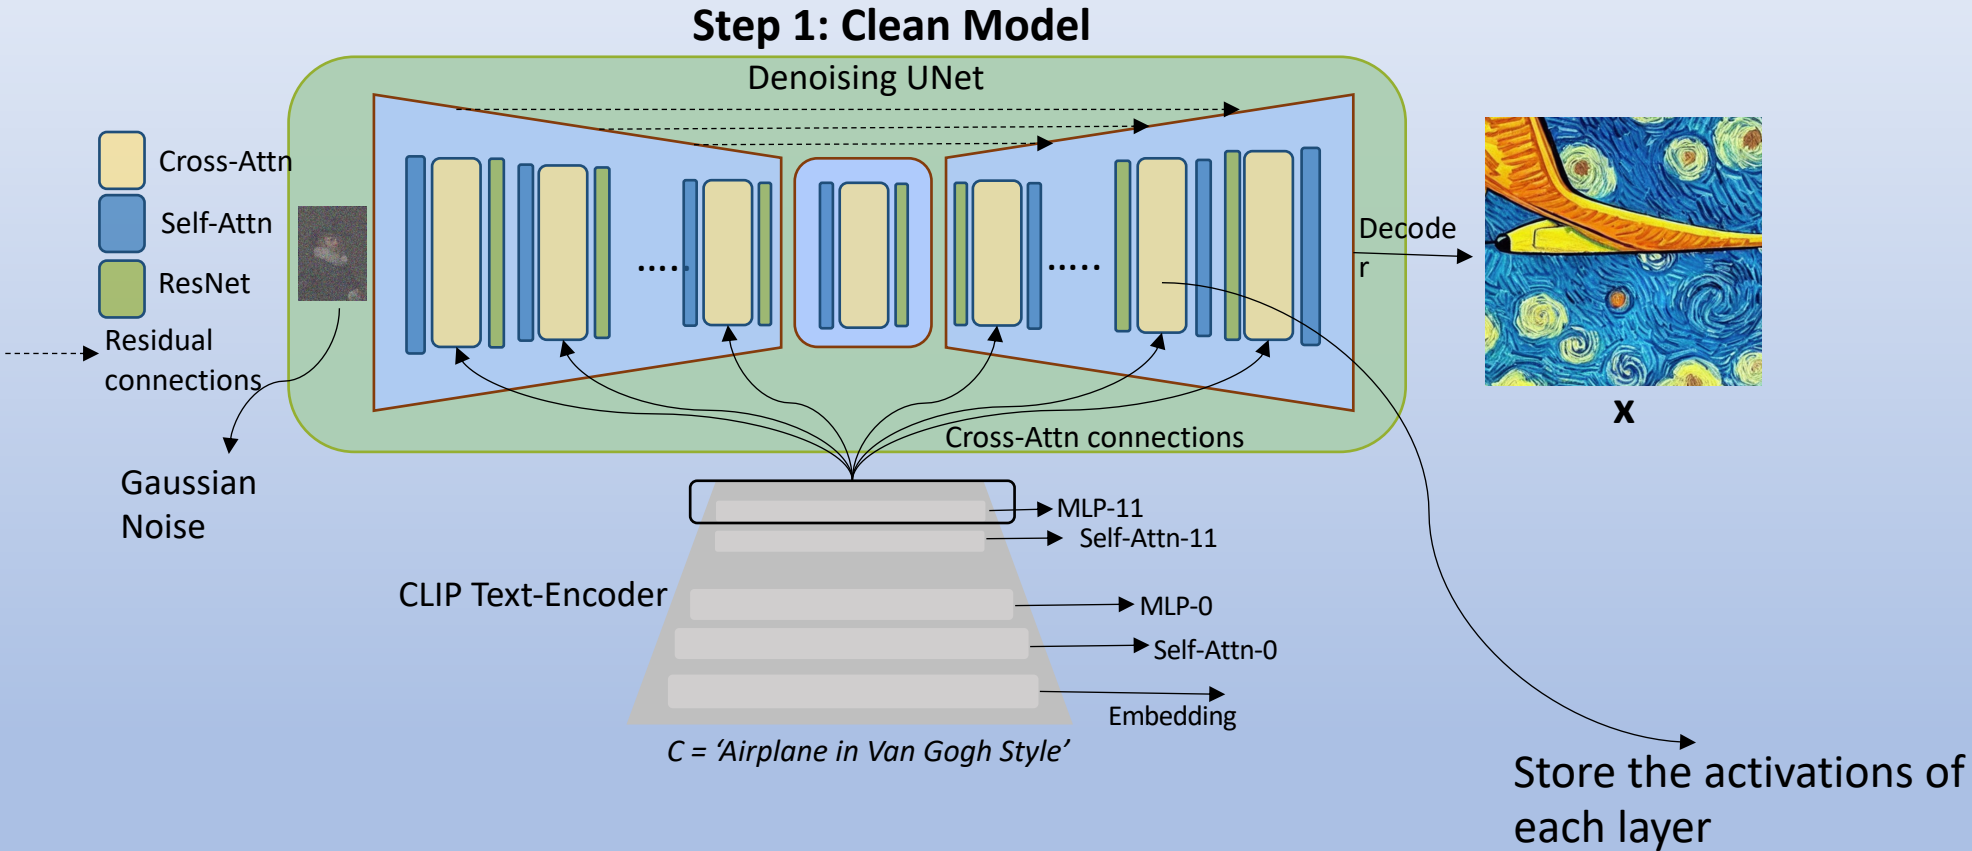 Step 1: Clean Model
Denoising UNet
Cross-Attn
Self-Attn
ResNet
Residual
connections
Gaussian
Noise
.....
.....
Decode
r
x
Cross-Attn connections
MLP-11
Self-Attn-11
CLIP Text-Encoder
MLP-0
Self-Attn-0
Embedding
C = ‘Airplane in Van Gogh Style’
Store the activations of
each layer